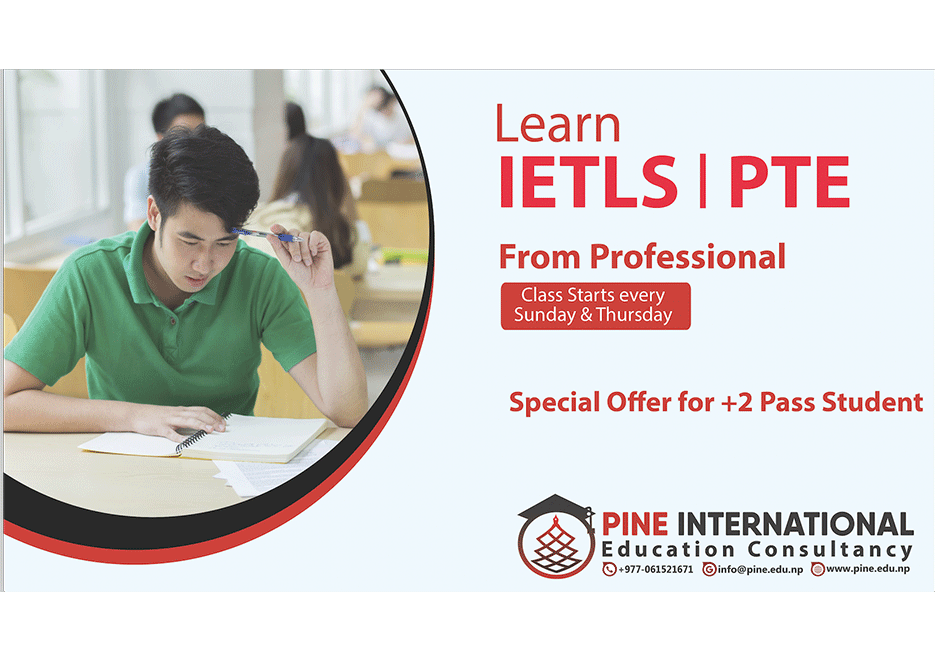 Learn
IETLS | PTE
From Professional
Class Starts every
Sunday & Thursday
Special Offer for +2 Pass Student
PINE INTERNATIONAL
Education Consultancy
+977-061521671 info@pine.edu.np www.pine.edu.np